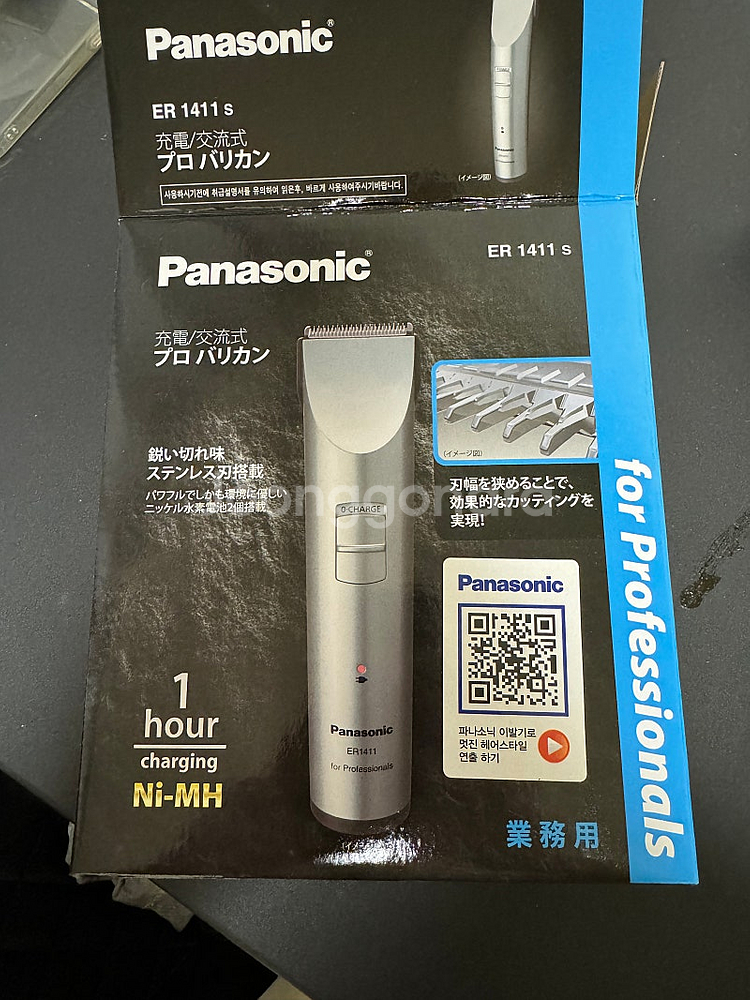 Panasonic®
ER 1411 s
充電/交流式
プロ バリカン
사용하시기전에 취급설명서를 유의하여 읽은후, 바르게 사용하여주시기바랍니다.
(イメージ図)
Panasonic
Panasonic®
ER 1411 s
充電/交流式
プロ バリカン
(イメージ図)
鋭い切れ味
ステンレス刃搭載
パワフルでしかも環境に優しい
ニッケル水素電池2個搭載
刃幅を狭めることで、
効果的なカッティングを
実現!
0·CHARGE
Panasonic
파나소닉 이발기로
멋진 헤어스타일
연출 하기
1
hour
charging
Ni-MH
Panasonic
ER1411
for Professionals
業務用
for Professionals